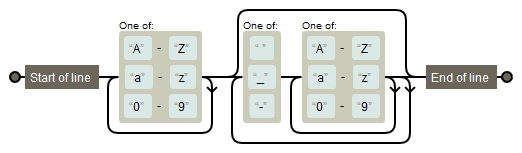 One of:
One of:
One of:
"A" - "Z"
" "
"A" - "Z"
Start of line
"a" - "z"
"_"
"a" - "z"
End of line
"0" - "9"
"-"
"0" - "9"